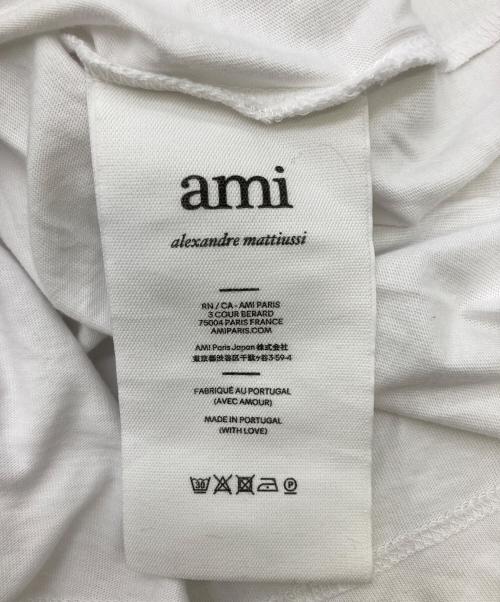 ami
alexandre mattiussi
RN / CA - AMI PARIS
3 COUR BERARD
75004 PARIS FRANCE
AMIPARIS.COM
AMI Paris Japan 株式会社
東京都渋谷区千駄ヶ谷3-59-4
FABRIQUÉ AU PORTUGAL
(AVEC AMOUR)
MADE IN PORTUGAL
(WITH LOVE)
30 P